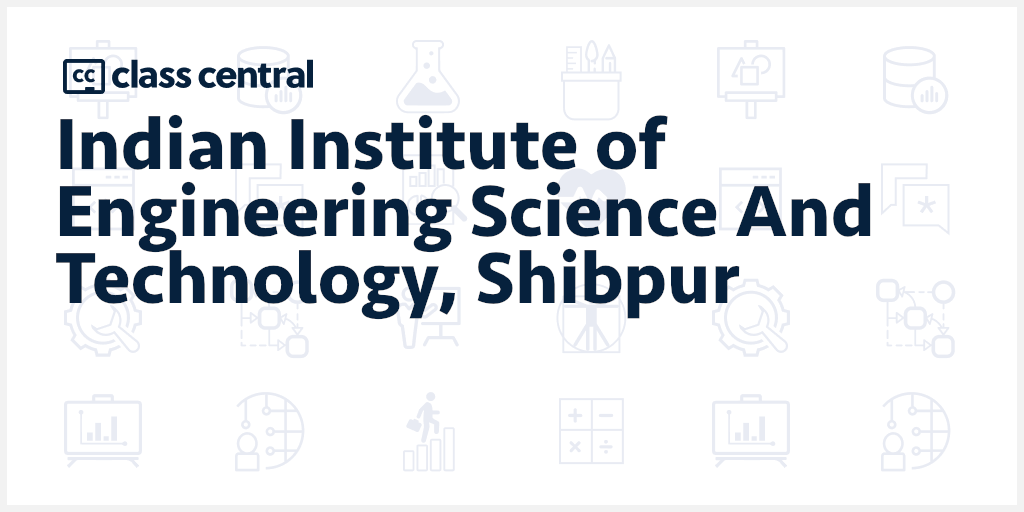 cc class central
Indian Institute of
Engineering Science And
Technology, Shibpur